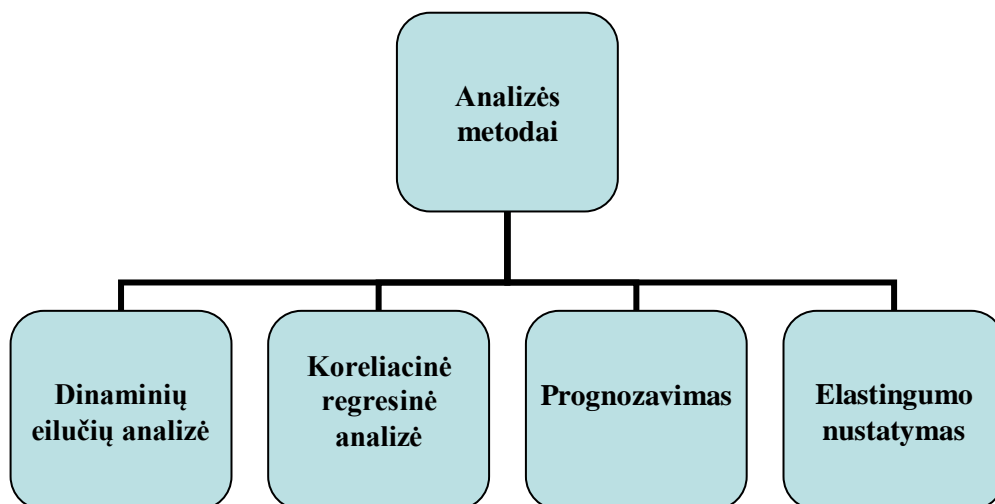 Analizės
metodai
Dinaminių
eilučių analizė
Koreliacinė
regresinė
analizė
Prognozavimas
Elastingumo
nustatymas